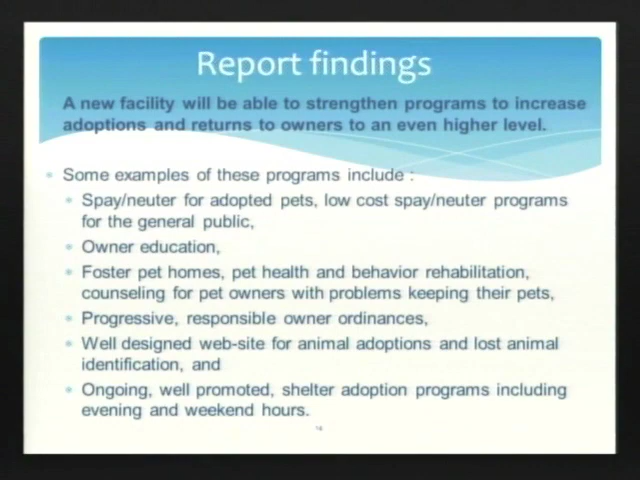 Report findings
A new facility will be able to strengthen programs to increase
adoptions and returns to owners to an even higher level.
Some examples of these programs include :
Spay/neuter for adopted pets, low cost spay/neuter programs
for the general public,
Owner education,
Foster pet homes, pet health and behavior rehabilitation,
counseling for pet owners with problems keeping their pets,
Progressive, responsible owner ordinances,
Well designed web-site for animal adoptions and lost animal
identification, and
Ongoing, well promoted, shelter adoption programs including
evening and weekend hours.